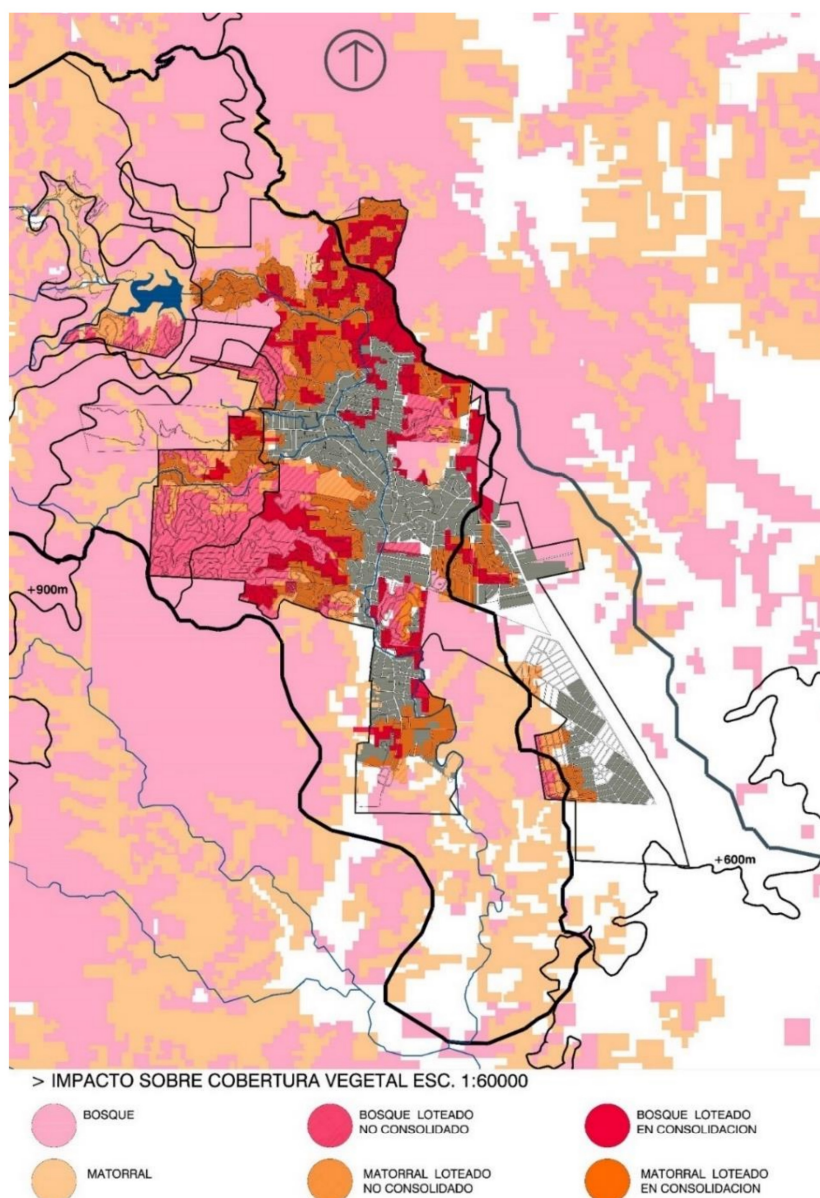 +900m
+600m
> IMPACTO SOBRE COBERTURA VEGETAL ESC. 1:60000
BOSQUE
BOSQUE LOTEADO
NO CONSOLIDADO
BOSQUE LOTEADO
EN CONSOLIDACION
MATORRAL
MATORRAL LOTEADO
NO CONSOLIDADO
MATORRAL LOTEADO
EN CONSOLIDACION